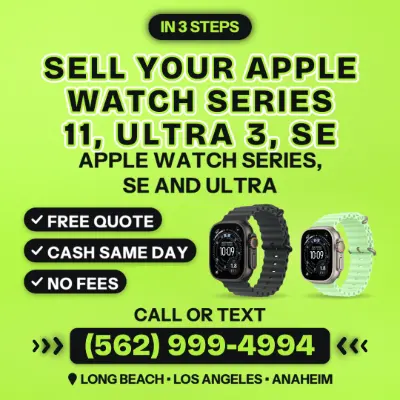 IN 3 STEPS
SELL YOUR APPLE
WATCH SERIES
11, ULTRA 3, SE
APPLE WATCH SERIES,
SE AND ULTRA
FREE QUOTE
CASH SAME DAY
NO FEES
CALL OR TEXT
(562) 999-4994
LONG BEACH • LOS ANGELES • ANAHEIM